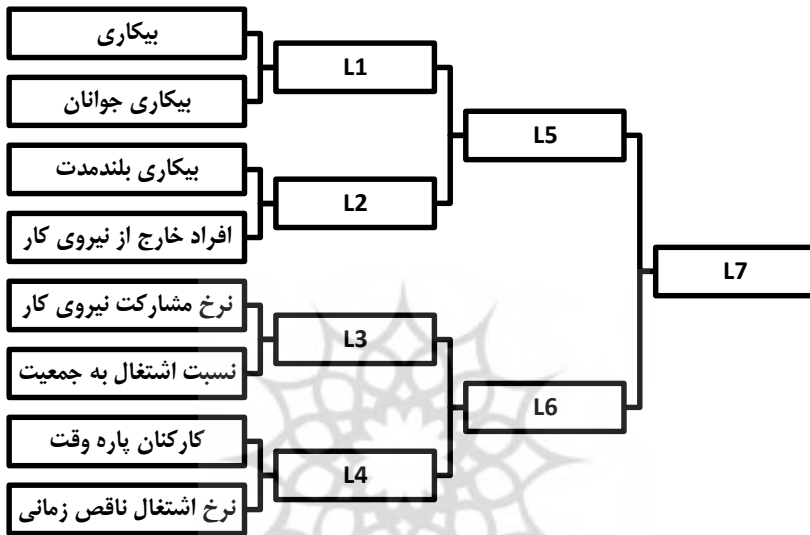 بیکاری
بیکاری جوانان
بیکاری بلندمدت
افراد خارج از نیروی کار
نرخ مشارکت نیروی کار
نسبت اشتغال به جمعیت
کارکنان پاره وقت
نرخ اشتغال ناقص زمانی
L1
L2
L3
L4
L5
L6
L7